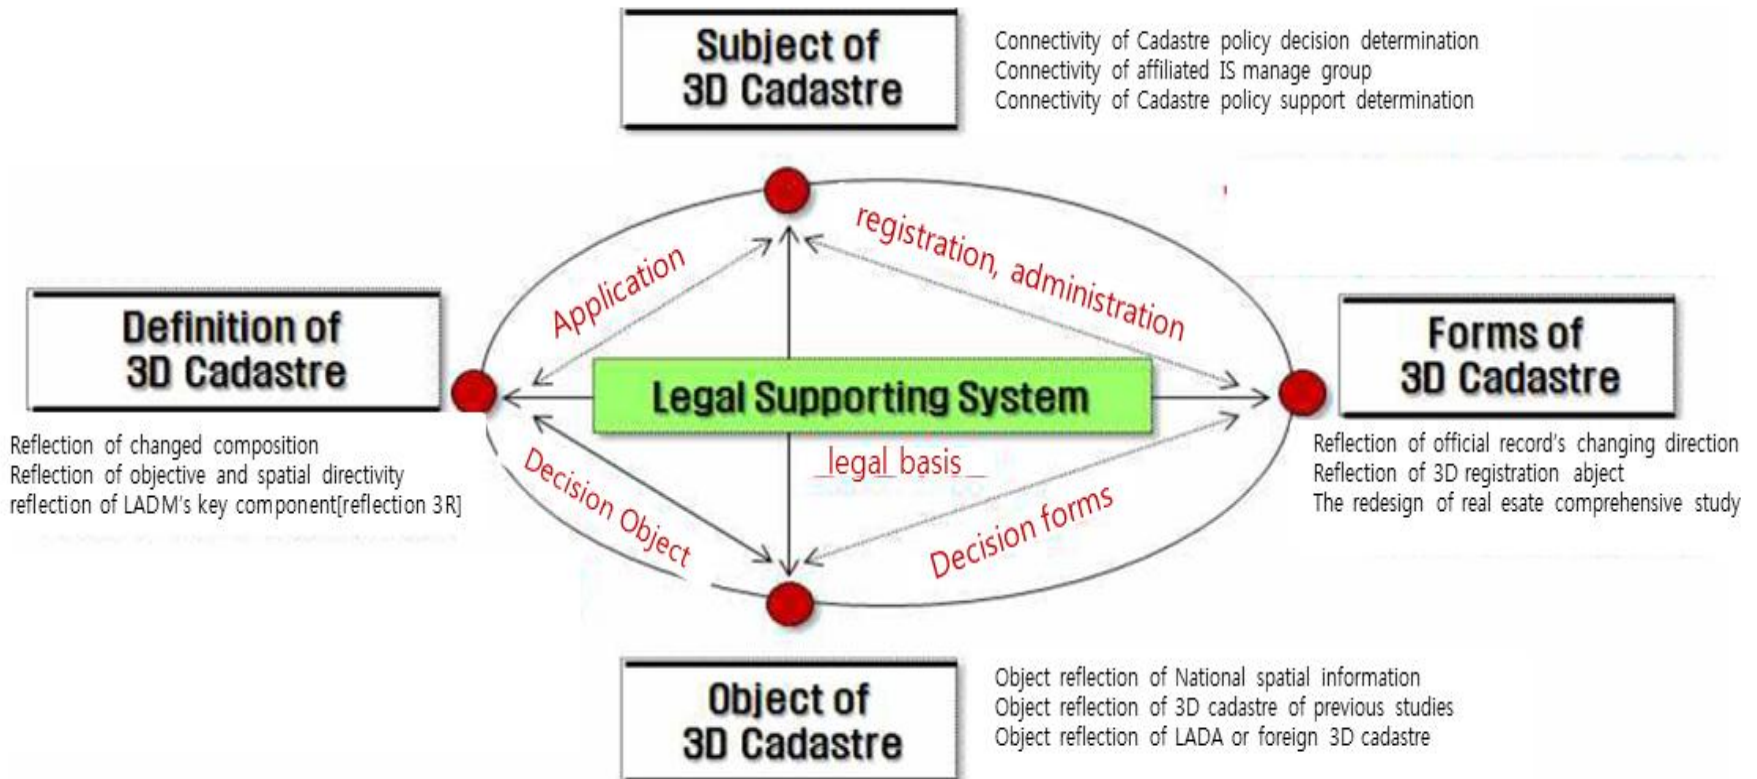 Subject of
3D Cadastre
Connectivity of Cadastre policy decision determination
Connectivity of affiliated IS manage group
Connectivity of Cadastre policy support determination
Application
registration, administration
Definition of
3D Cadastre
Reflection of changed composition
Reflection of objective and spatial directivity
reflection of LADM's key component[reflection 3R]
Legal Supporting System
legal basis
Forms of
3D Cadastre
Reflection of official record's changing direction
Reflection of 3D registration abject
The redesign of real esate comprehensive study
Decision Object
Decision forms
Object of
3D Cadastre
Object reflection of National spatial information
Object reflection of 3D cadastre of previous studies
Object reflection of LADA or foreign 3D cadastre